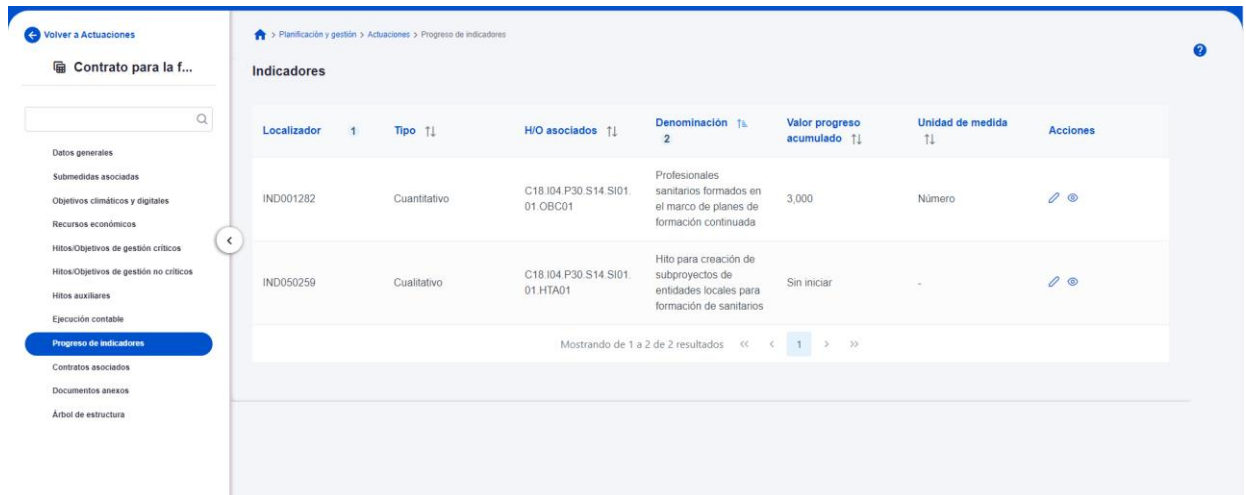 Volver a Actuaciones
Contrato para la f...
Datos generales
Submedidas asociadas
Objetivos climáticos y digitales
Recursos económicos
Hitos/Objetivos de gestión críticos
Hitos/Objetivos de gestión no críticos
Hitos auxiliares
Ejecución contable
Progreso de indicadores
Contratos asociados
Documentos anexos
Árbol de estructura
> Planificación y gestión > Actuaciones > Progreso de indicadores
?
Indicadores
Localizador 1 Tipo H/O asociados Denominación 2 Valor progreso acumulado Unidad de medida Acciones
IND001282
Cuantitativo
C18.I04.P30.S14.SI01.
01.OBC01
Profesionales
sanitarios formados en
el marco de planes de
formación continuada
3,000
Número
IND050259
Cualitativo
C18.I04.P30.S14.SI01.
01.HTA01
Hito para creación de
subproyectos de
entidades locales para
formación de sanitarios
Sin iniciar
-
Mostrando de 1 a 2 de 2 resultados « < 1 > »